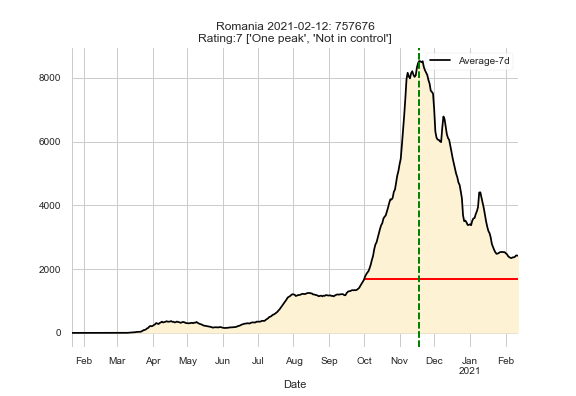 Romania 2021-02-12: 757676
Rating:7 ['One peak', 'Not in control']
Average-7d
8000
6000
4000
2000
0
Feb Mar Apr May Jun Jul Aug Sep Oct Nov Dec Jan Feb
2021
Date